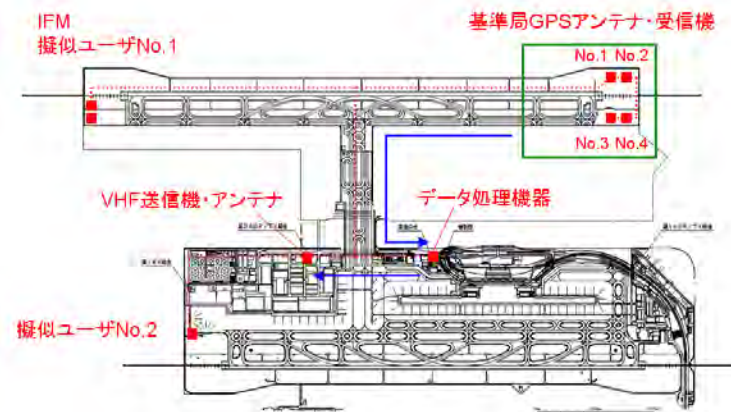 IFM
擬似ユーザNo.1
基準局GPSアンテナ・受信機
No.1 No.2
No.3 No.4
VHF送信機・アンテナ
データ処理機器
擬似ユーザNo.2